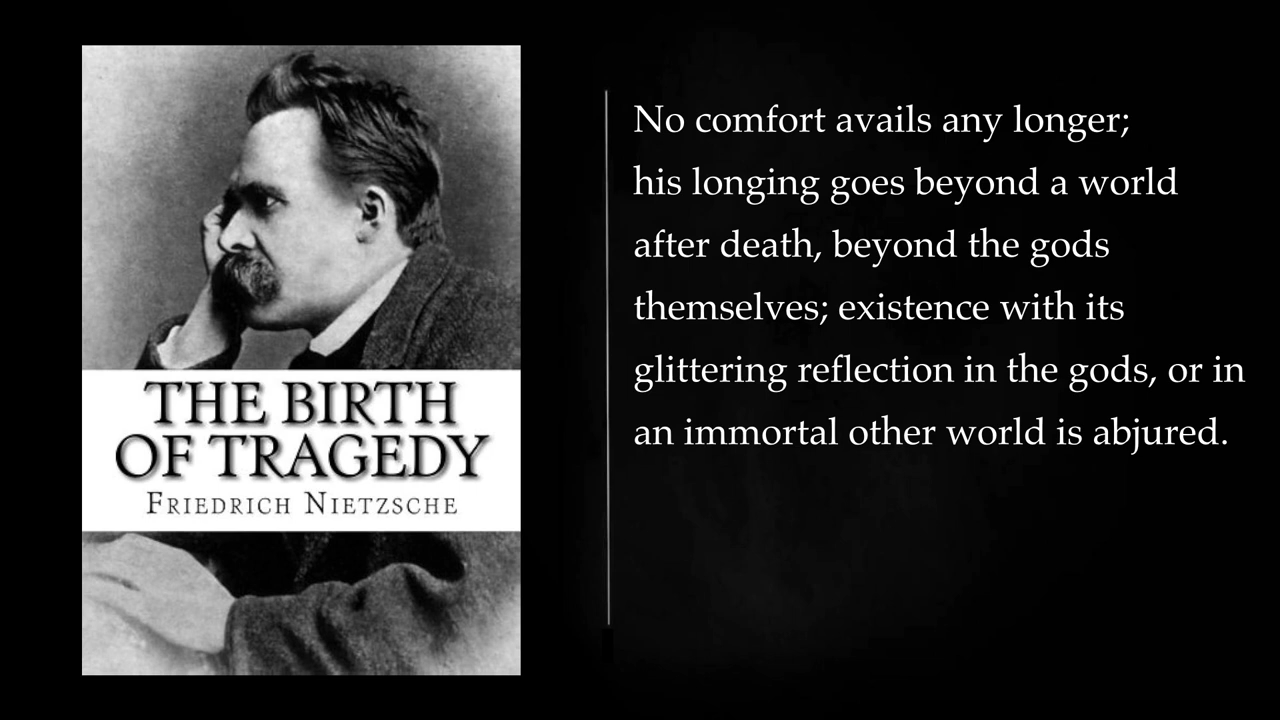 THE BIRTH
OF TRAGEDY
FRIEDRICH NIETZSCHE
No comfort avails any longer;
his longing goes beyond a world
after death, beyond the gods
themselves; existence with its
glittering reflection in the gods, or in
an immortal other world is abjured.